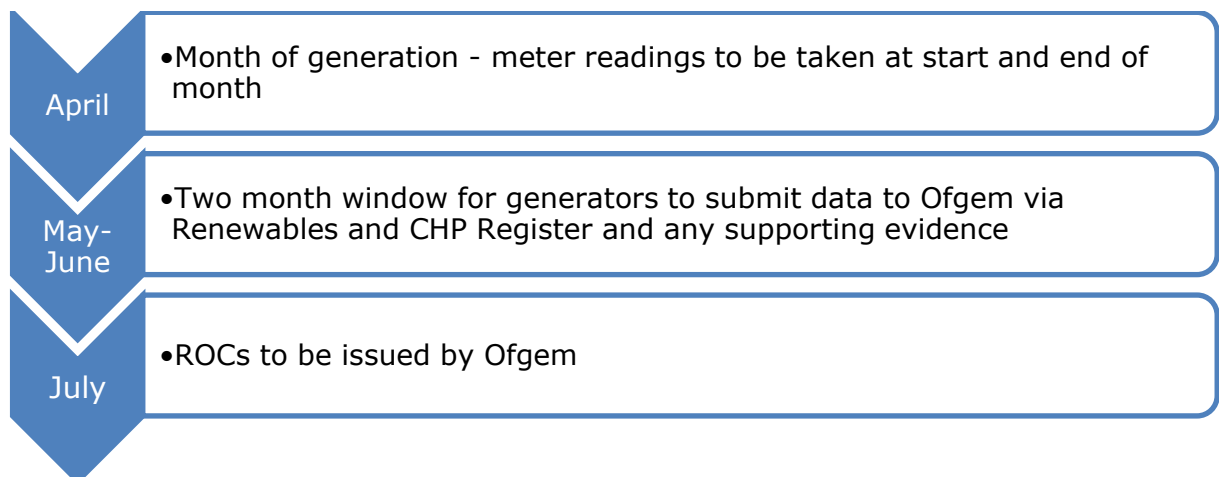 April
•Month of generation - meter readings to be taken at start and end of
month
May-
June
•Two month window for generators to submit data to Ofgem via
Renewables and CHP Register and any supporting evidence
July
•ROCs to be issued by Ofgem